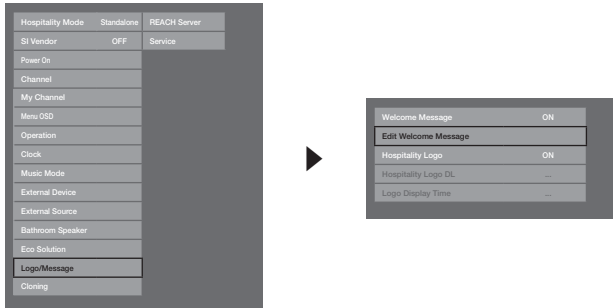 Hospitality Mode Standalone REACH Server
SI Vendor OFF Service
Power On
Channel
My Channel
Menu OSD
Operation
Clock
Music Mode
External Device
External Source
Bathroom Speaker
Eco Solution
Logo/Message
Cloning
Welcome Message ON
Edit Welcome Message
Hospitality Logo ON
Hospitality Logo DL ...
Logo Display Time ...